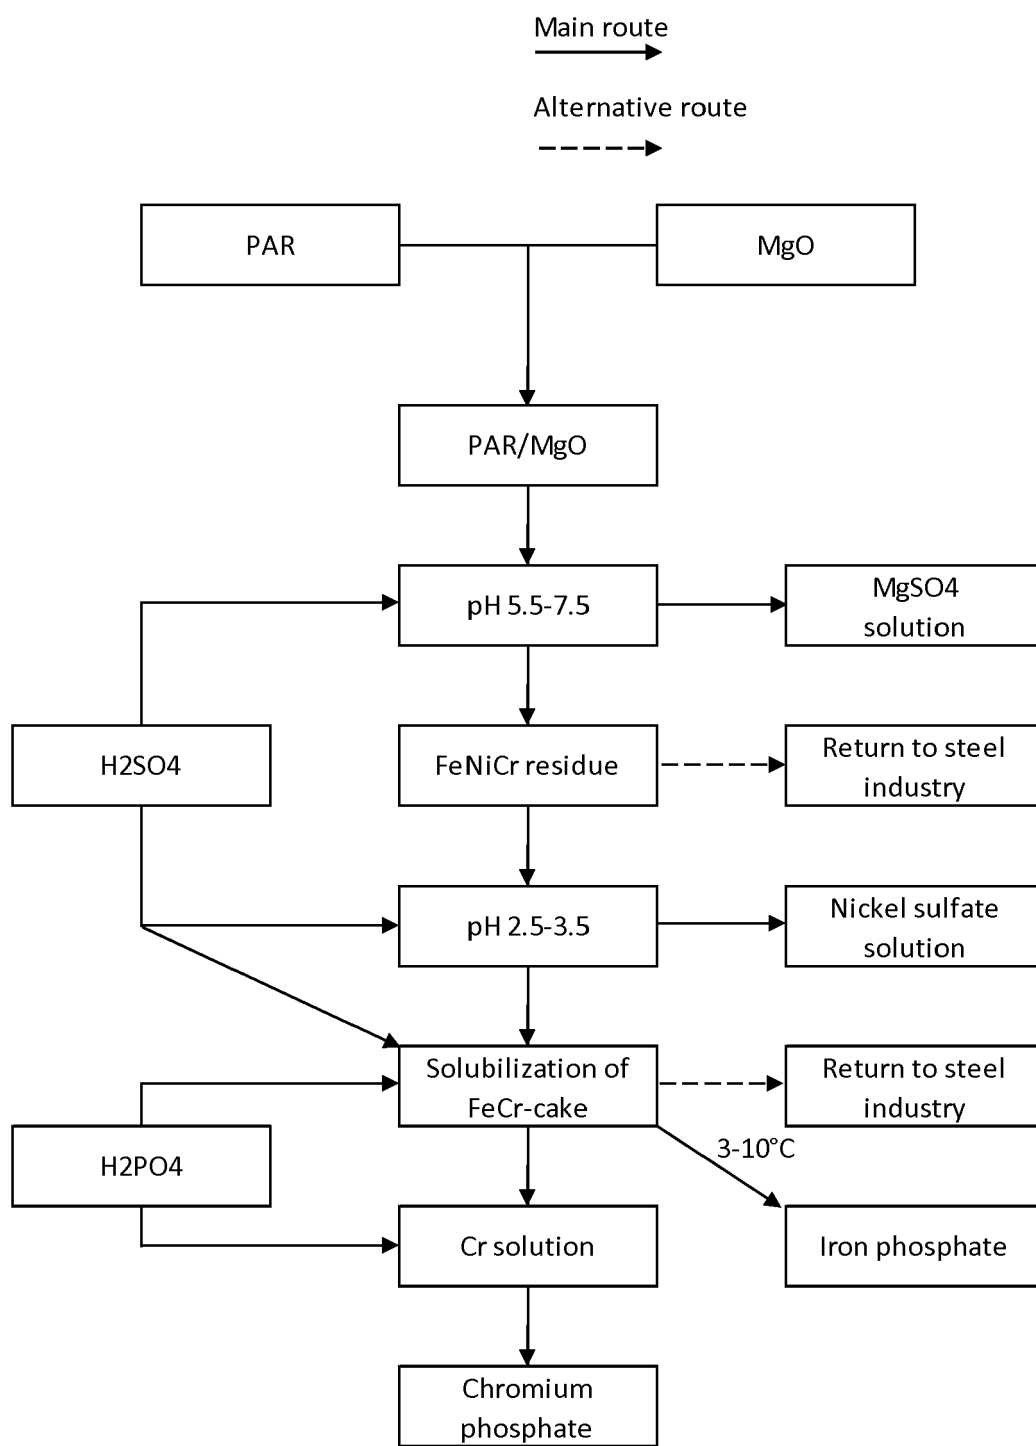 Main route
Alternative route
PAR
MgO
PAR/MgO
pH 5.5-7.5
MgSO4
solution
H2SO4
FeNiCr residue
Return to steel
industry
pH 2.5-3.5
Nickel sulfate
solution
Solubilization of
FeCr-cake
Return to steel
industry
3-10°C
H2PO4
Cr solution
Iron phosphate
Chromium
phosphate